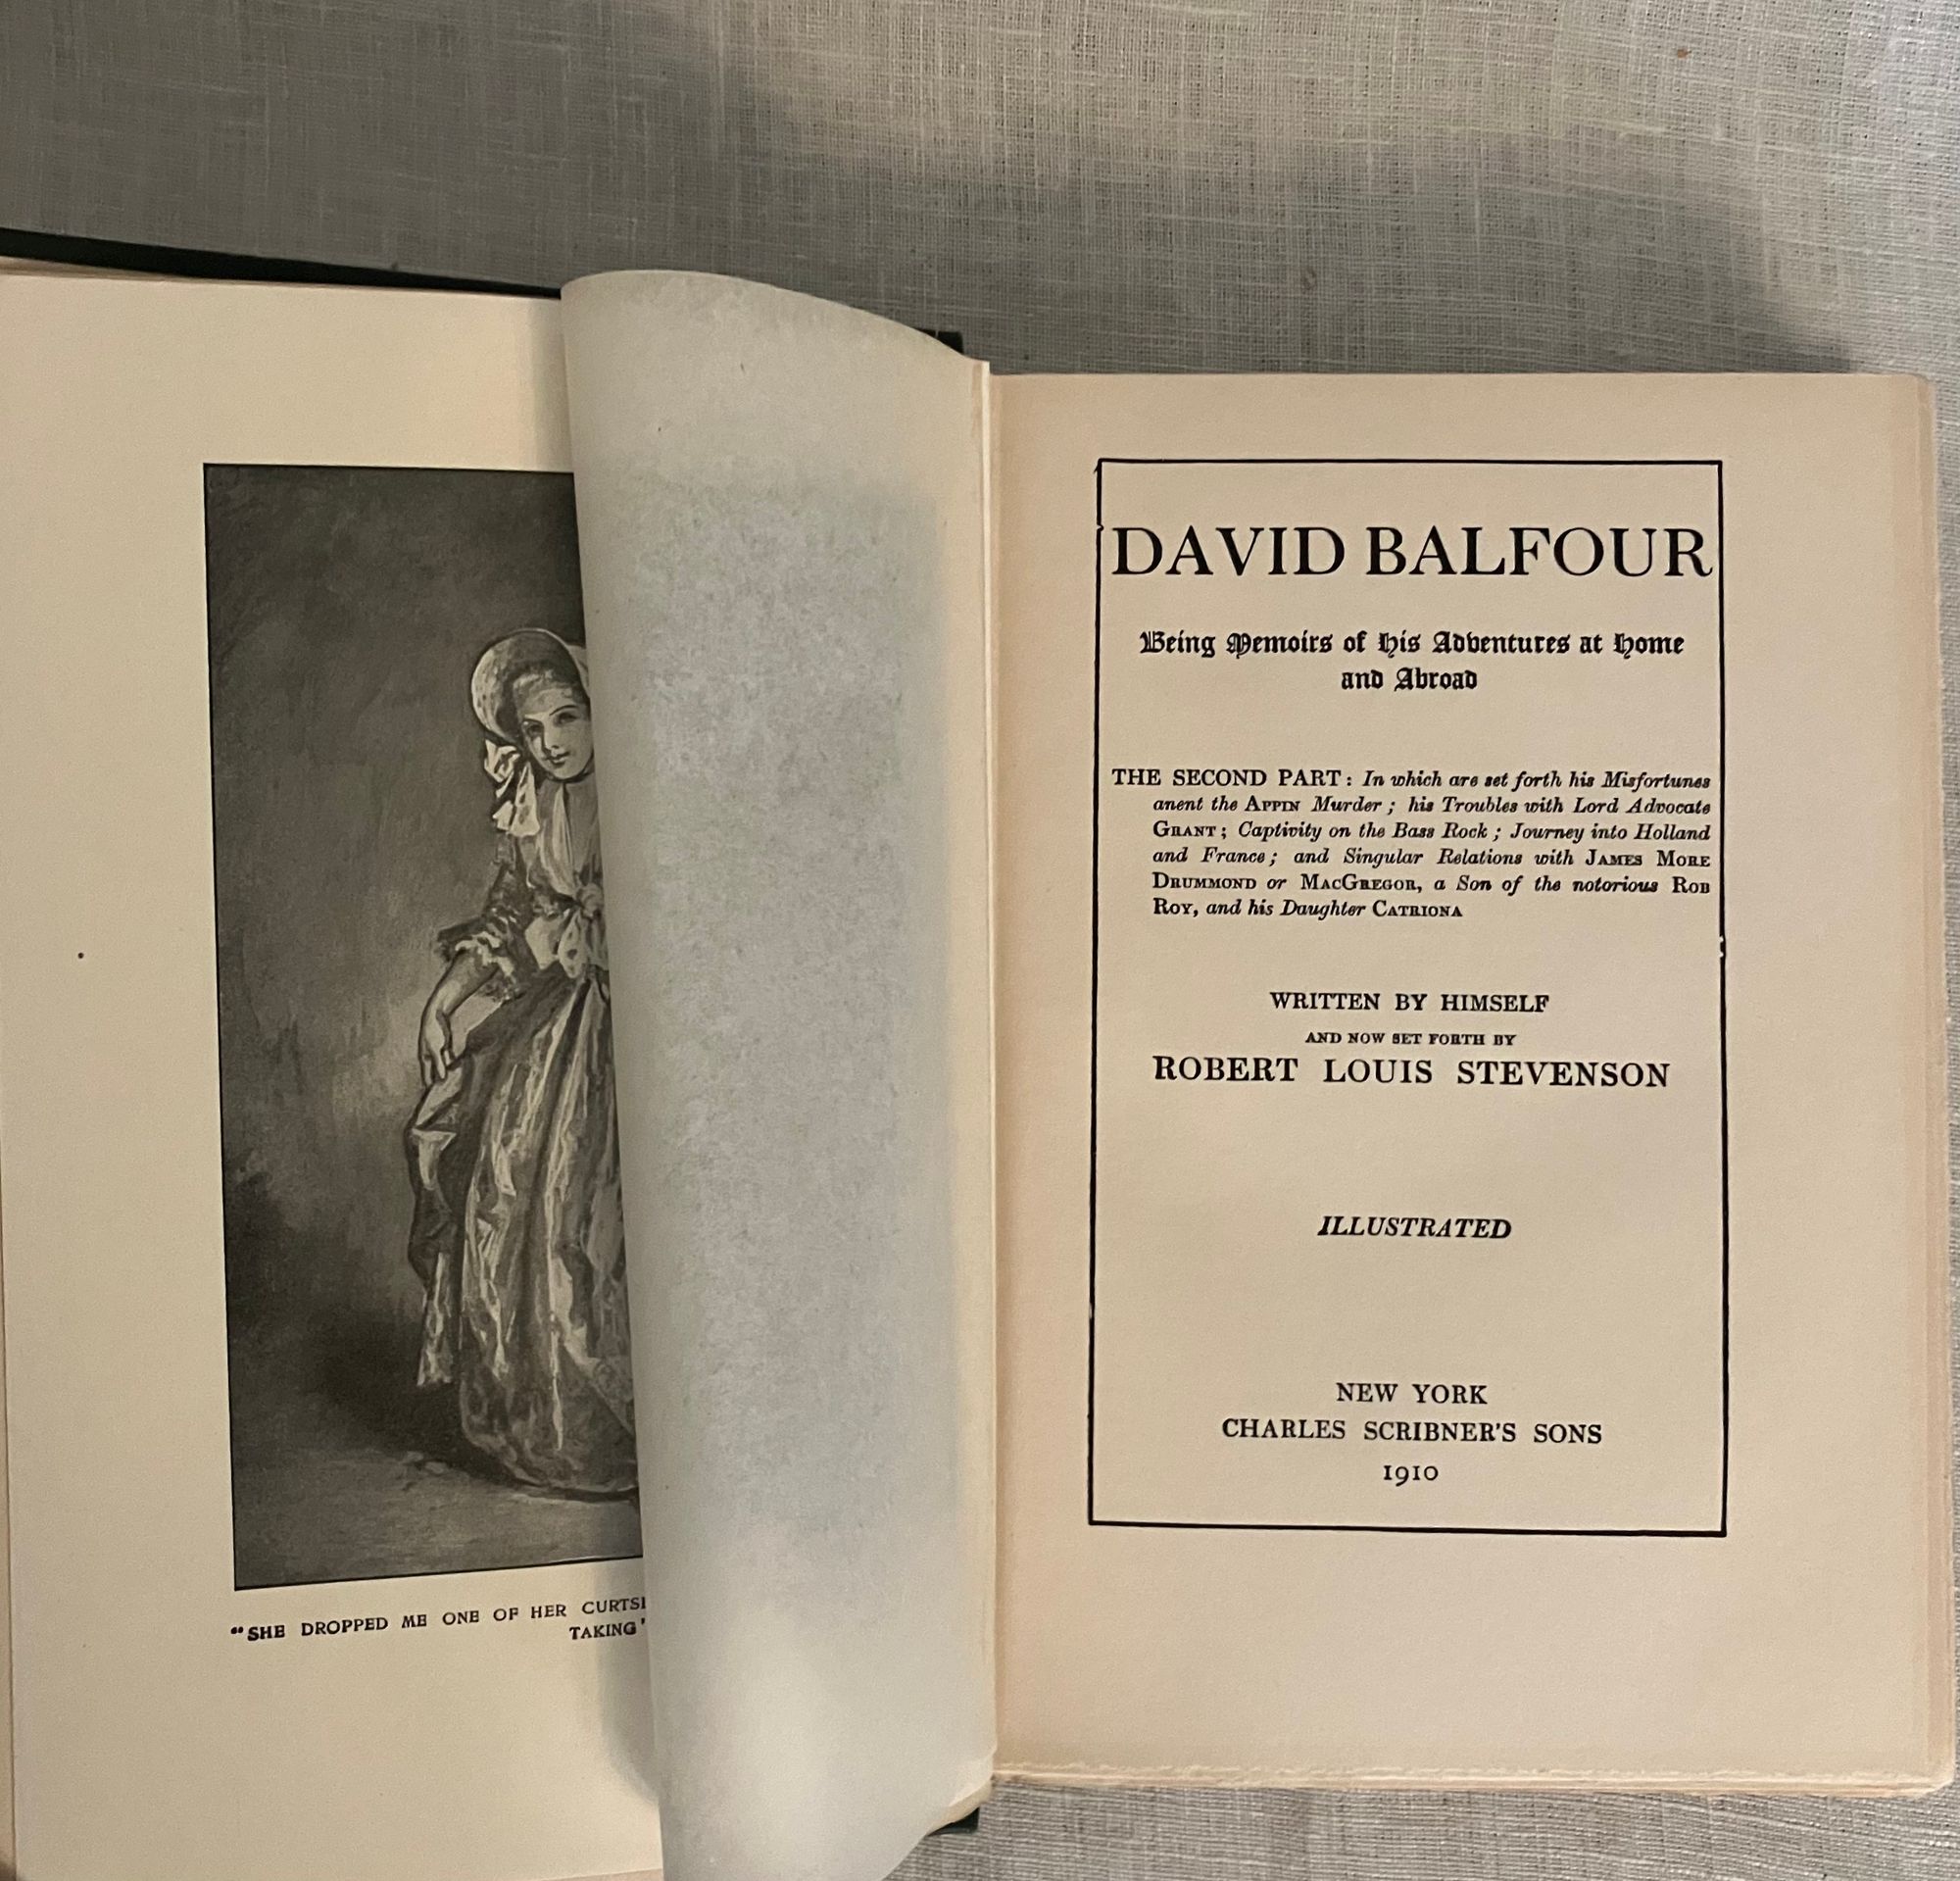 "SHE DROPPED ME ONE OF HER
TAKING"
DAVID BALFOUR
Being Memoirs of his Adventures at Home
and Abroad
THE SECOND PART: In which are set forth his Misfortunes
anent the APPIN Murder; his Troubles with Lord Advocate
GRANT; Captivity on the Bass Rock; Journey into Holland
and France; and Singular Relations with JAMES MORE
DRUMMOND or MACGREGOR, a Son of the notorious ROB
ROY, and his Daughter CATRIONA
WRITTEN BY HIMSELF
AND NOW SET FORTH BY
ROBERT LOUIS STEVENSON
ILLUSTRATED
NEW YORK
CHARLES SCRIBNER'S SONS
1910